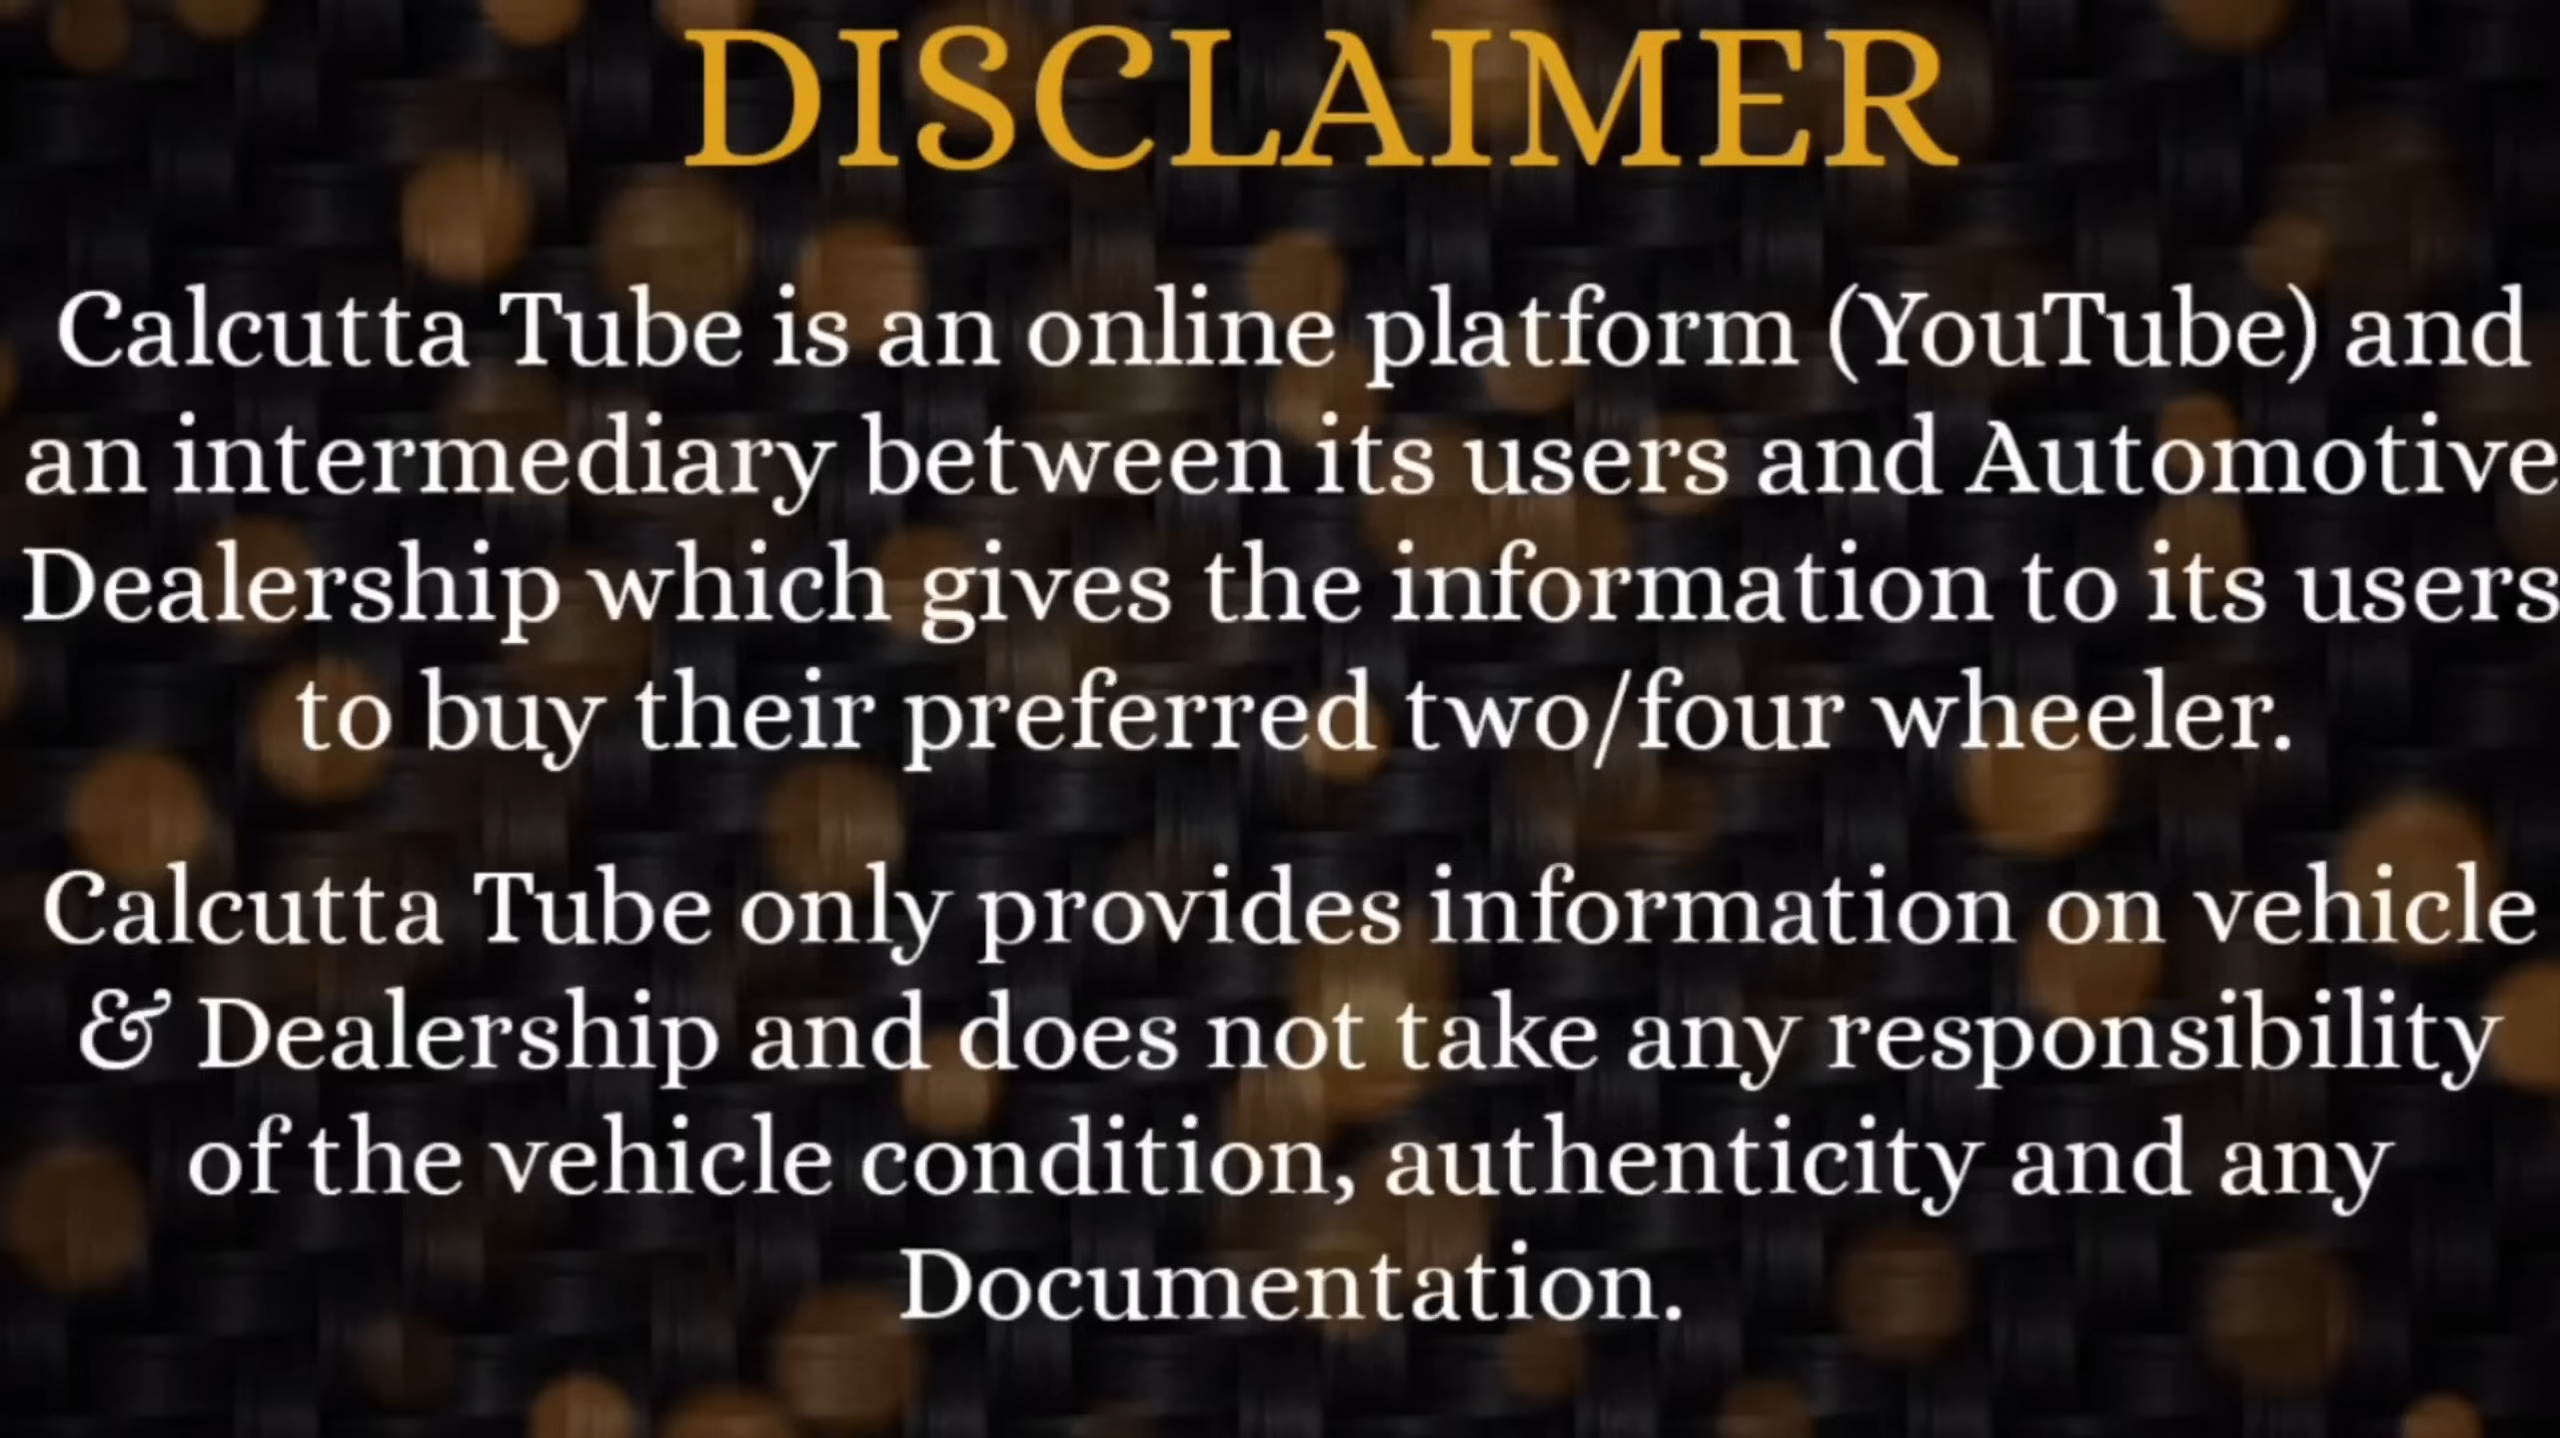 DISCLAIMER
Calcutta Tube is an online platform (YouTube) and
an intermediary between its users and Automotive
Dealership which gives the information to its users
to buy their preferred two/four wheeler.
Calcutta Tube only provides information on vehicle
& Dealership and does not take any responsibility
of the vehicle condition, authenticity and any
Documentation.